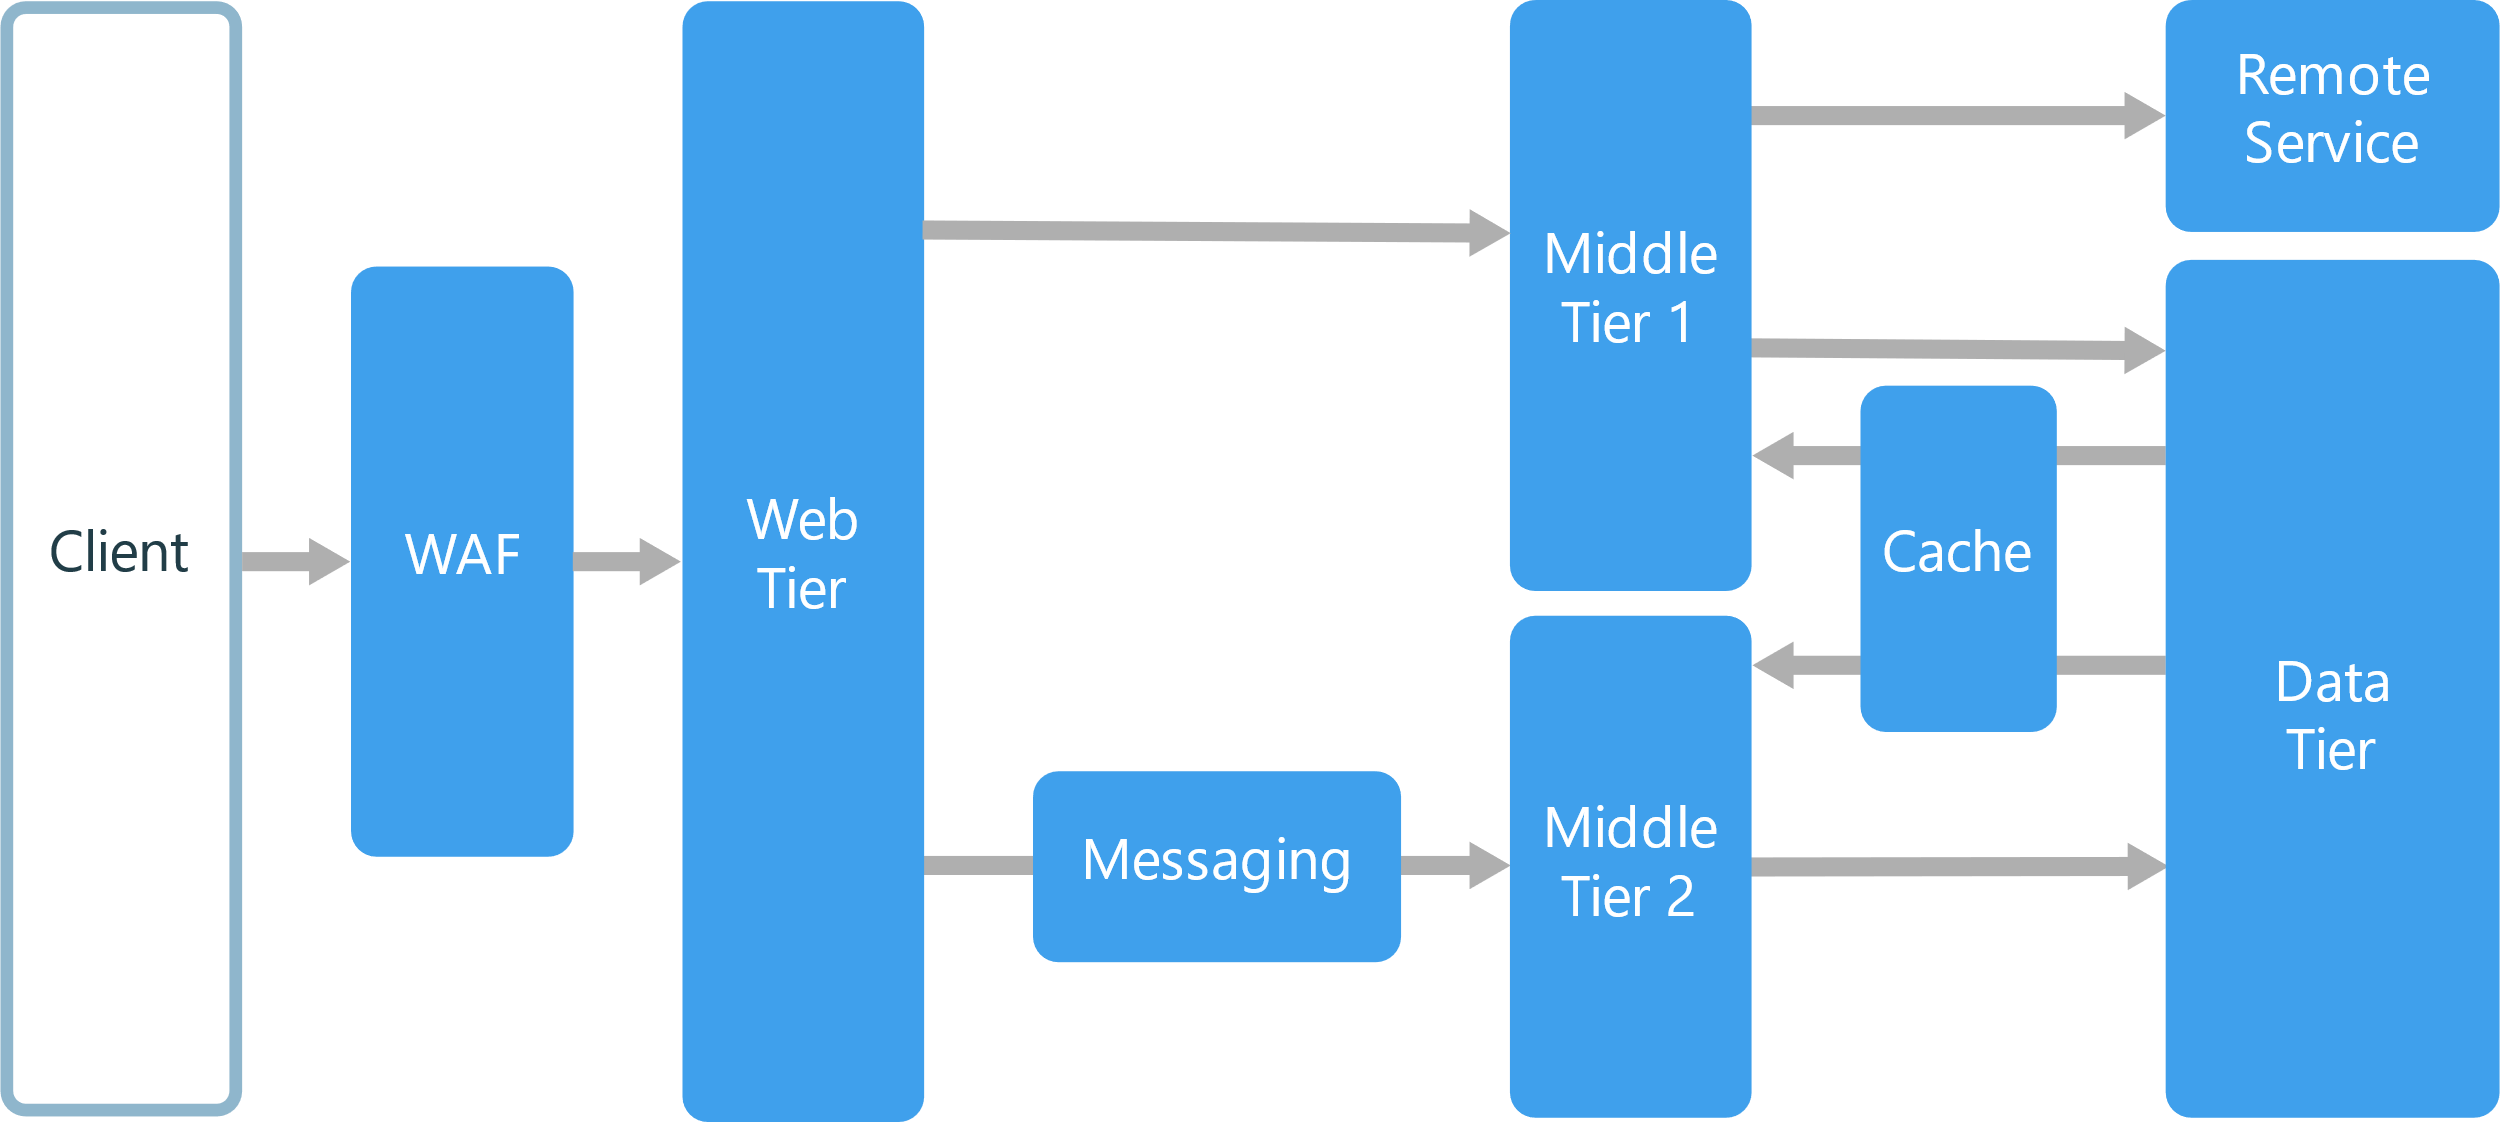 Client
WAF
Web
Tier
Messaging
Middle
Tier 1
Middle
Tier 2
Cache
Remote
Service
Data
Tier